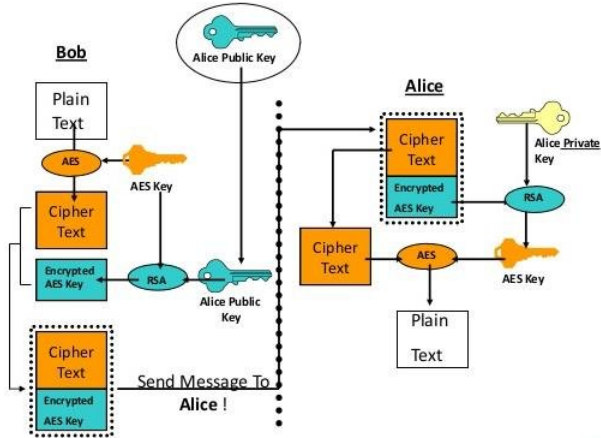 Bob
Plain
Text
AES
AES Key
Cipher
Text
Encrypted
AES Key
RSA
Alice Public Key
Alice Public
Key
Cipher
Text
Encrypted
AES Key
Send Message To
Alice !
Alice
Cipher
Text
Encrypted
AES Key
Alice Private
Key
RSA
Cipher
Text
AES
AES Key
Plain
Text